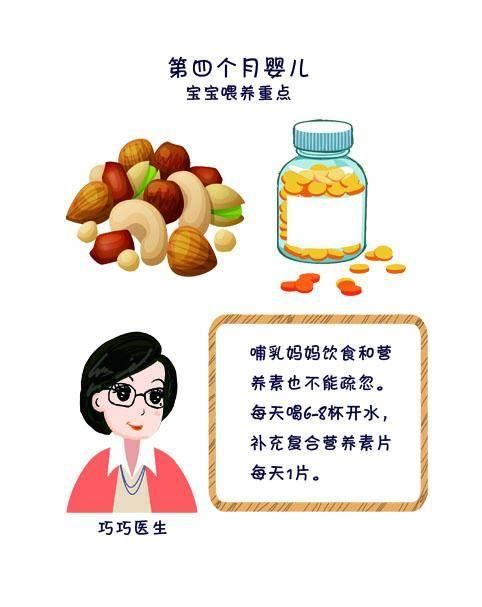 第四个月婴儿
宝宝喂养重点
哺乳妈妈饮食和营
养素也不能疏忽。
每天喝6-8杯开水，
补充复合营养素片
每天1片。
巧巧医生